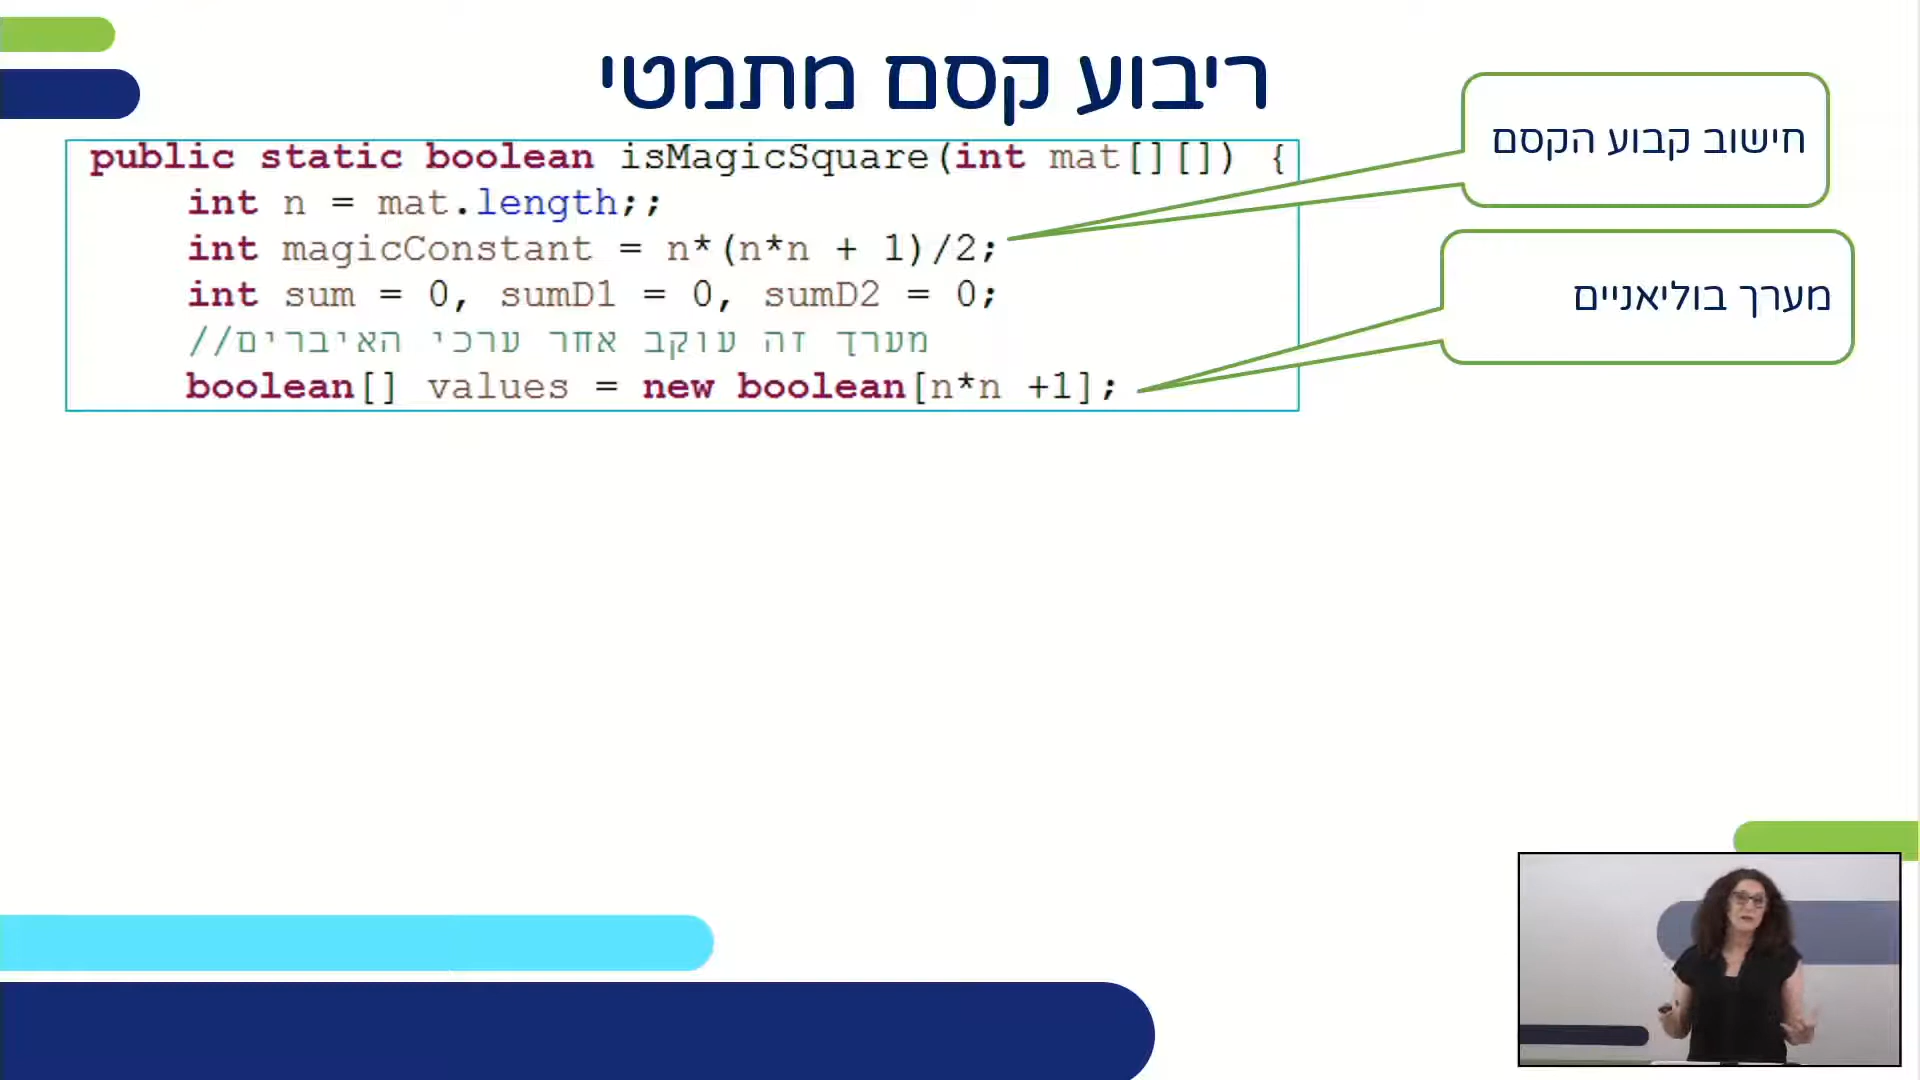 ריבוע קסם מתמטי
חישוב קבוע הקסם
public static boolean isMagicSquare(int mat[][]) {
int n = mat.length;;
int magicConstant = n*(n*n + 1)/2;
int sum = 0, sumD1 = 0, sumD2 = 0;
//מערך זה עוקב אחר ערכי האיברים
boolean[] values = new boolean[n*n +1];
מערך בוליאניים